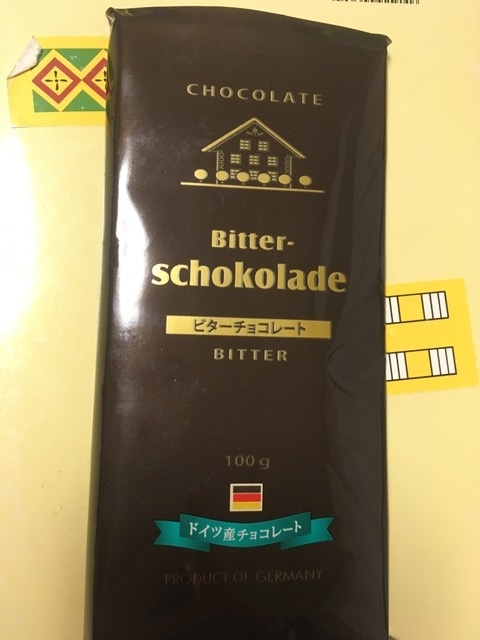 CHOCOLATE
Bitter-
schokolade
ビターチョコレート
BITTER
100g
ドイツ産チョコレート
PRODUCT OF GERMANY